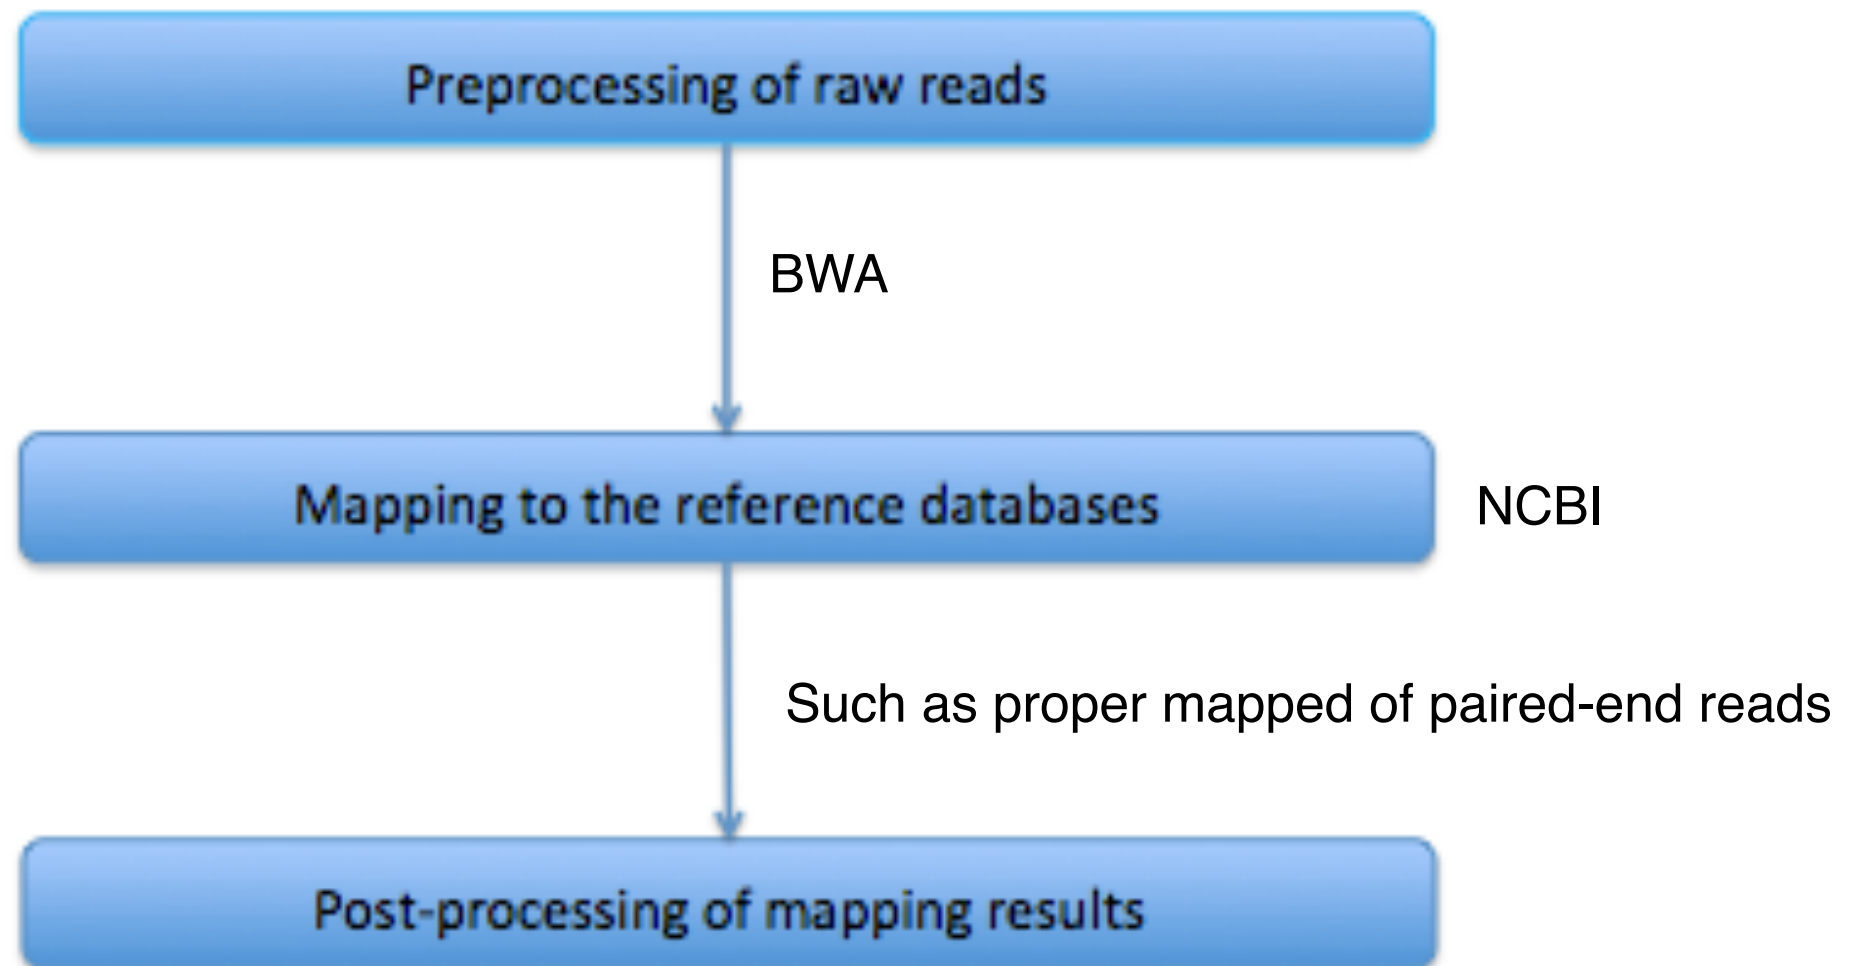 Preprocessing of raw reads
BWA
Mapping to the reference databases
NCBI
Such as proper mapped of paired-end reads
Post-processing of mapping results